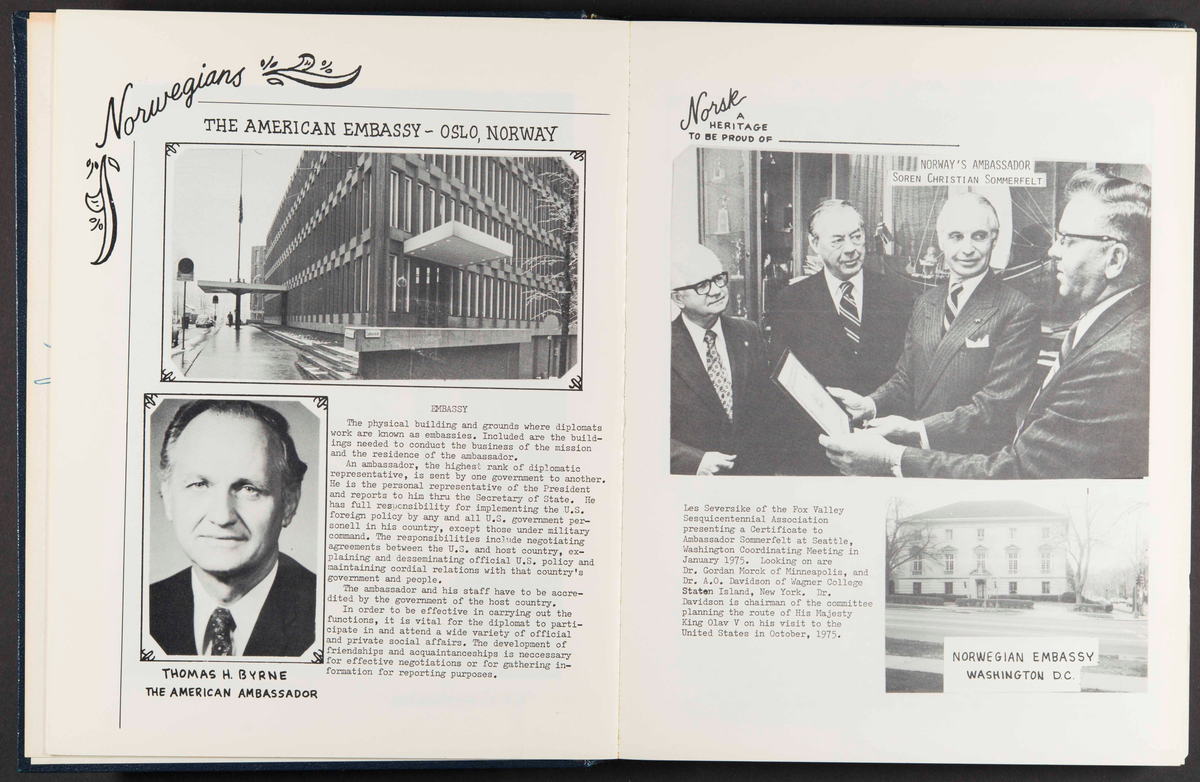 Norwegians
THE AMERICAN EMBASSY - OSLO, NORWAY
EMBASSY
The physical building and grounds where diplomats
work are known as embassies. Included are the build-
ings needed to conduct the business of the mission
and the residence of the ambassador.
An ambassador, the highest rank of diplomatic
representative, is sent by one government to another.
He is the personal representative of the President
and reports to him thru the Secretary of State. He
has full responsibility for implementing the U.S.
foreign policy by any and all U.S. government per-
sonell in his country, except those under military
command. The responsibilities include negotiating
agreements between the U.S. and host country, ex-
plaining and desseminating official U.S. policy and
maintaining cordial relations with that country's
government and people.
The ambassador and his staff have to be accre-
dited by the government of the host country.
In order to be effective in carrying out the
functions, it is vital for the diplomat to parti-
cipate in and attend a wide variety of official
and private social affairs. The development of
friendships and acquaintanceships is neccessary
for effective negotiations or for gathering in-
formation for reporting purposes.
THOMAS H. BYRNE
THE AMERICAN AMBASSADOR
Norsk
A
HERITAGE
TO BE PROUD OF
NORWAY'S AMBASSADOR
SOREN CHRISTIAN SOMMERFELT
Les Seversike of the Fox Valley
Sesquicentennial Association
presenting a Certificate to
Ambassador Sommerfelt at Seattle,
Washington Coordinating Meeting in
January 1975. Looking on are
Dr. Gordan Morck of Minneapolis, and
Dr. A.O. Davidson of Wagner College
Staten Island, New York. Dr.
Davidson is chairman of the committee
planning the route of His Majesty
King Olav V on his visit to the
United States in October, 1975.
NORWEGIAN EMBASSY
WASHINGTON D.C.